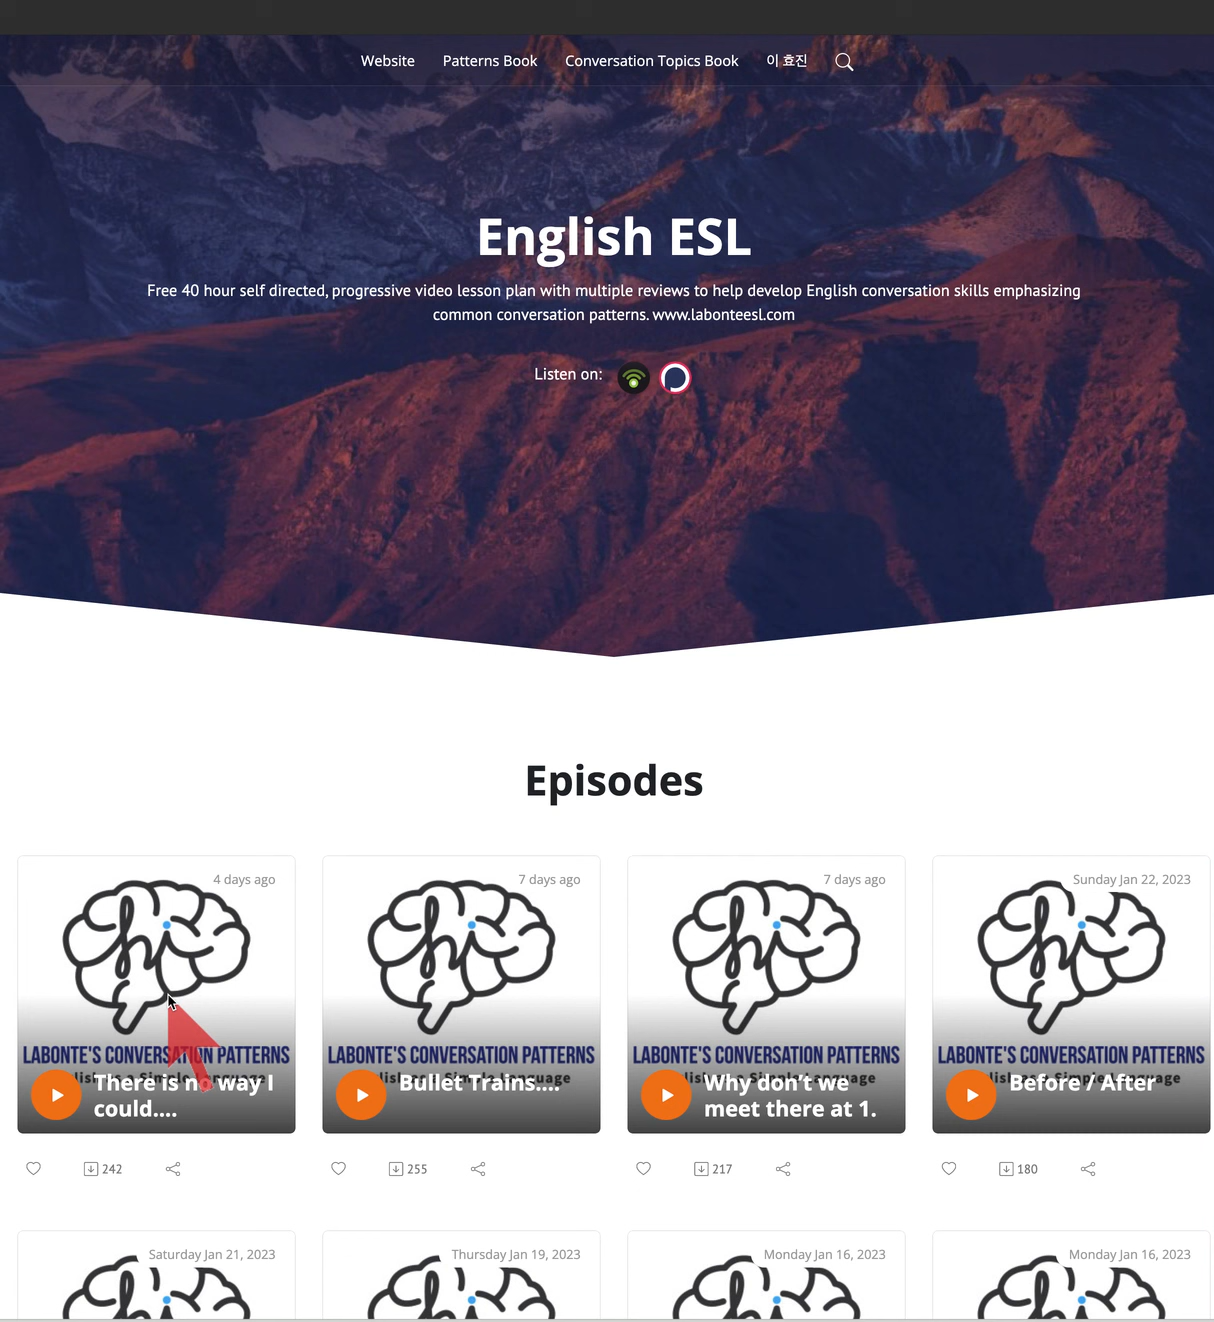 Website Patterns Book Conversation Topics Book 이 효진
English ESL
Free 40 hour self directed, progressive video lesson plan with multiple reviews to help develop English conversation skills emphasizing
common conversation patterns. www.labonteesl.com
Listen on:
Episodes
4 days ago
LABONTE'S CONVERSATION PATTERNS
There is no way I
could....
242
7 days ago
LABONTE'S CONVERSATION PATTERNS
Bullet Trains....
255
7 days ago
LABONTE'S CONVERSATION PATTERNS
Why don't we
meet there at 1.
217
Sunday Jan 22, 2023
LABONTE'S CONVERSATION PATTERNS
Before / After
180
Saturday Jan 21, 2023
Thursday Jan 19, 2023
Monday Jan 16, 2023
Monday Jan 16, 2023